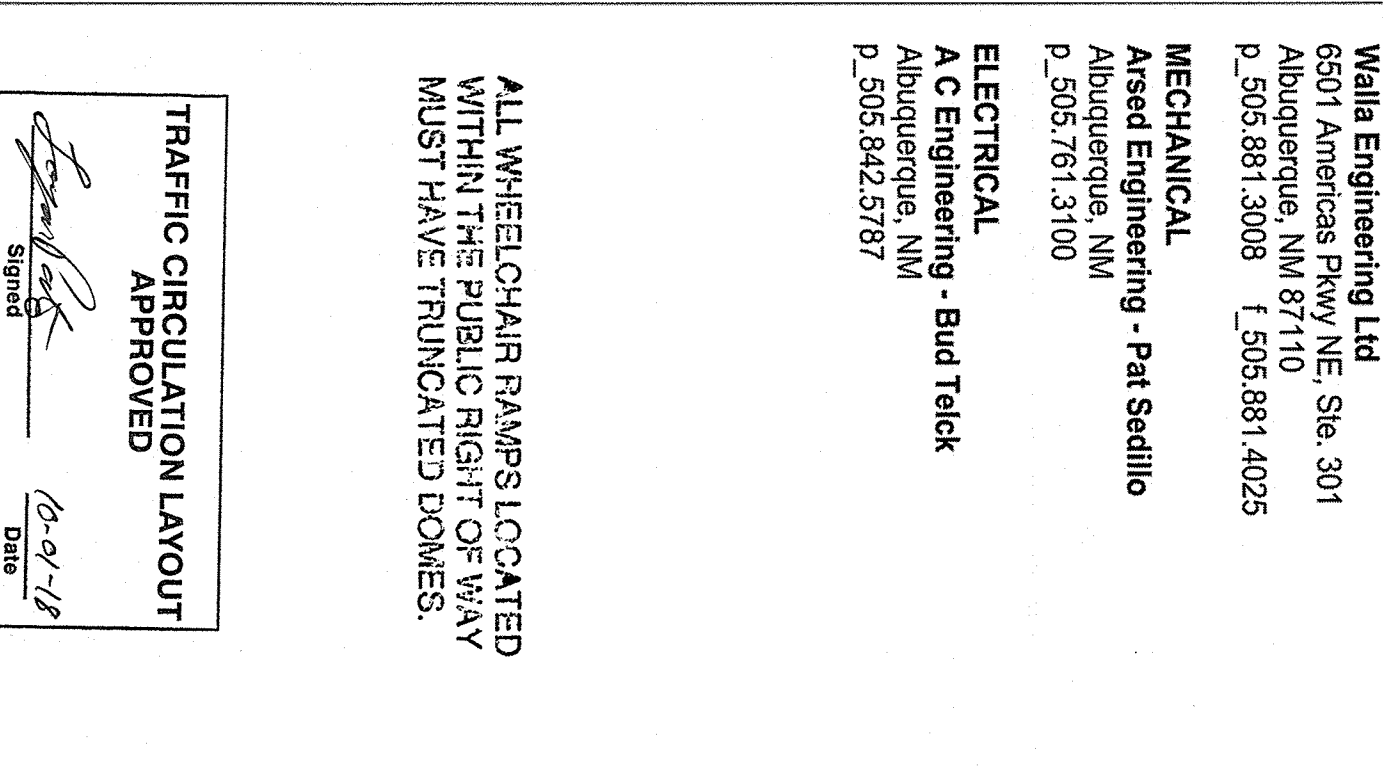 Walla Engineering Ltd
6501 Americas Pkwy NE, Ste. 301
Albuquerque, NM 87110
p_505.881.3008 f_505.881.4025
MECHANICAL
Arsed Engineering - Pat Sedillo
Albuquerque, NM
p_505.761.3100
ELECTRICAL
A C Engineering - Bud Telck
Albuquerque, NM
p_505.842.5787
ALL WHEELCHAIR RAMPS LOCATED
WITHIN THE PUBLIC RIGHT OF WAY
MUST HAVE TRUNCATED DOMES.
TRAFFIC CIRCULATION LAYOUT
APPROVED
10-01-18
Signed Date